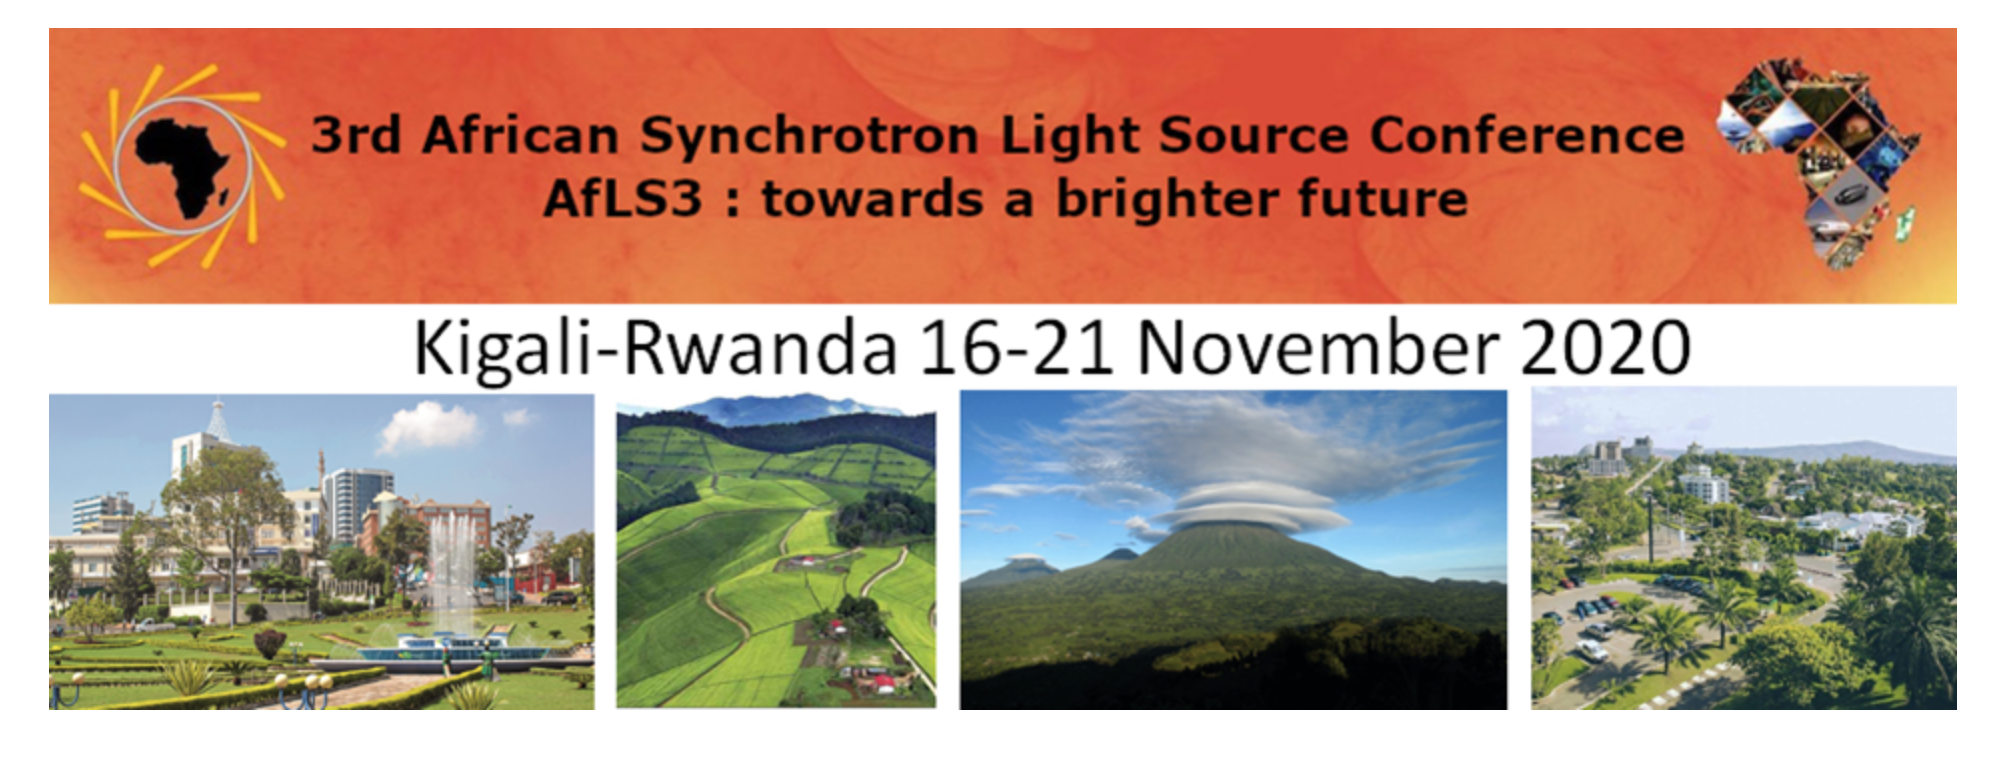 3rd African Synchrotron Light Source Conference
AfLS3 : towards a brighter future
Kigali-Rwanda 16-21 November 2020